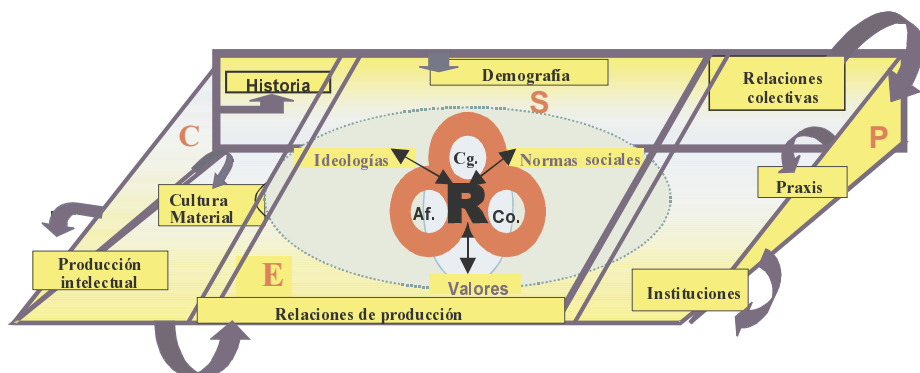 Historia
Demografía
Relaciones
colectivas
S
C
P
Ideologías
Cg.
Normas sociales
Praxis
Cultura
Material
Af.
R
Co.
Producción
intelectual
E
Valores
Instituciones
Relaciones de producción